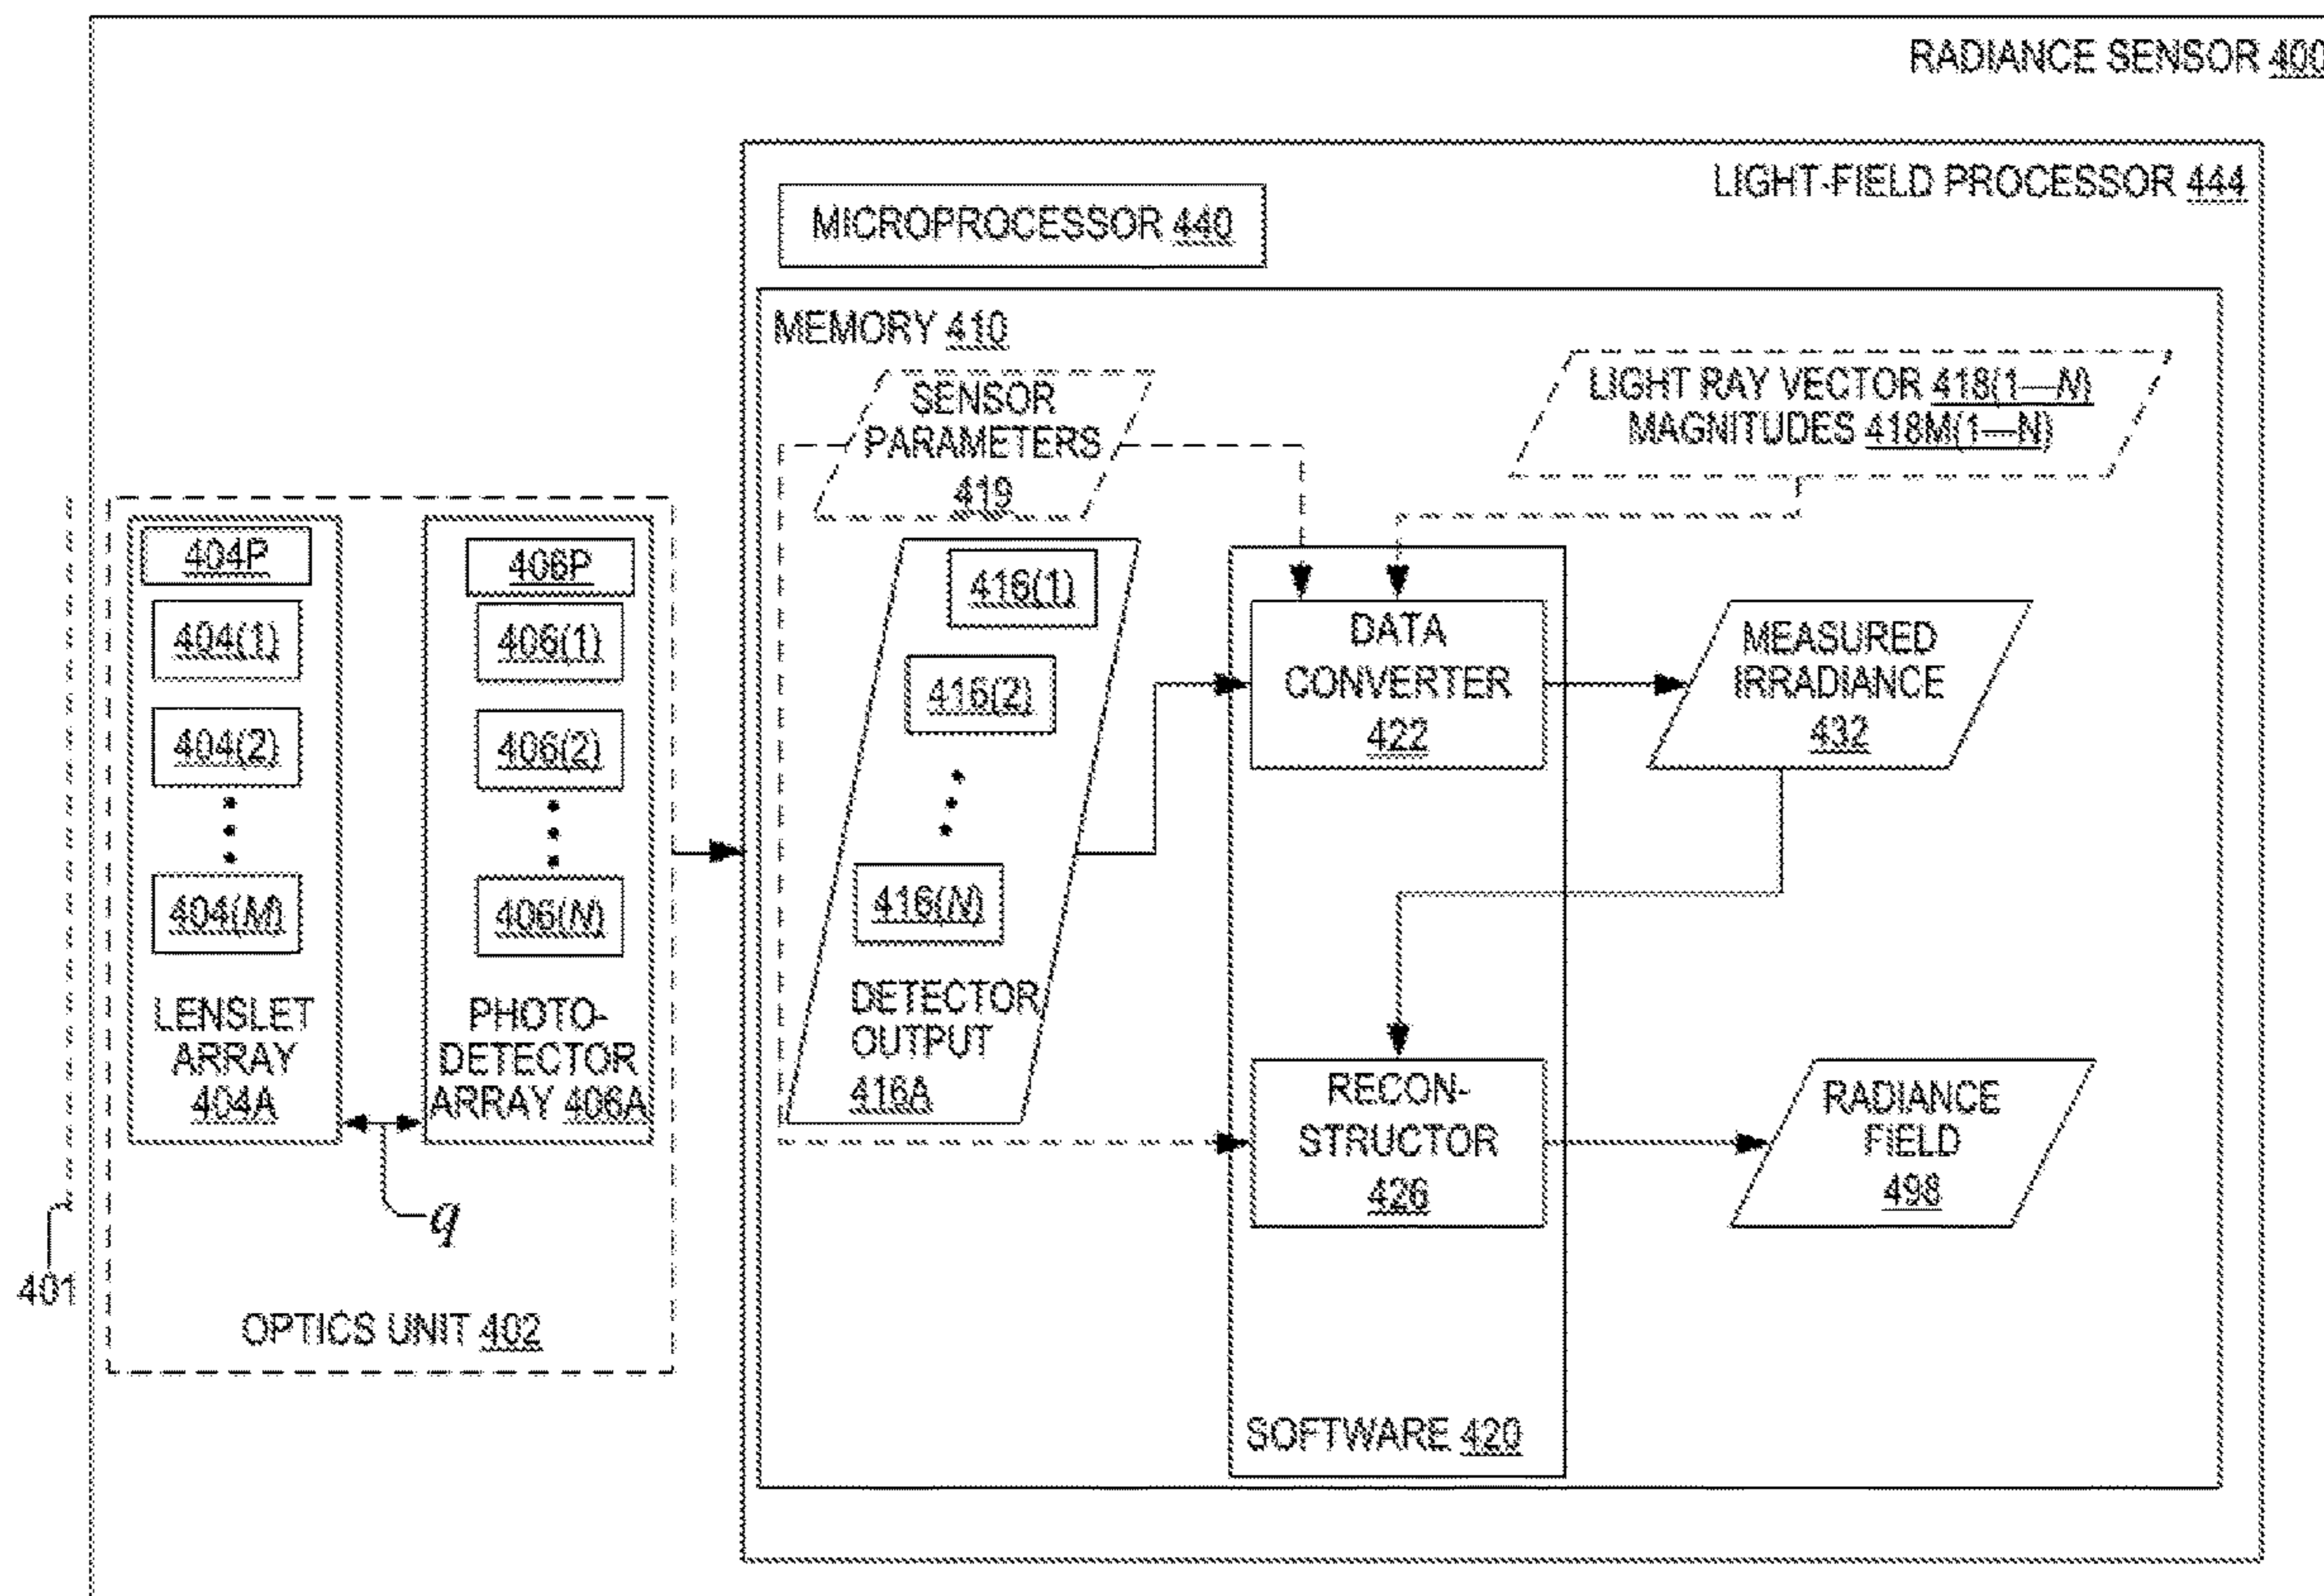 RADIANCE SENSOR 400
LIGHT-FIELD PROCESSOR 444
MICROPROCESSOR 440
MEMORY 410
SENSOR
PARAMETERS
419
LIGHT RAY VECTOR 418(1—N)
MAGNITUDES 418M(1—N)
404P
404(1)
404(2)
404(M)
LENSLET
ARRAY
404A
406P
406(1)
406(2)
406(N)
PHOTO-
DETECTOR
ARRAY 406A
q
401
OPTICS UNIT 402
416(1)
416(2)
416(N)
DETECTOR
OUTPUT
416A
DATA
CONVERTER
422
MEASURED
IRRADIANCE
432
RECON-
STRUCTOR
426
RADIANCE
FIELD
498
SOFTWARE 420